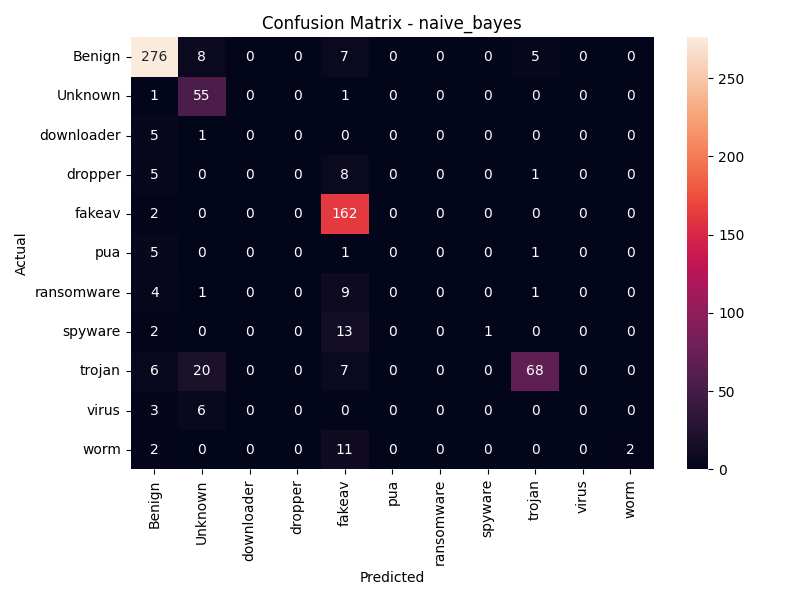 Confusion Matrix - naive_bayes
Benign 276 8 0 0 7 0 0 0 5 0 0
Unknown 1 55 0 0 1 0 0 0 0 0 0
downloader 5 1 0 0 0 0 0 0 0 0 0
dropper 5 0 0 0 8 0 0 0 1 0 0
fakeav 2 0 0 0 162 0 0 0 0 0 0
pua 5 0 0 0 1 0 0 0 1 0 0
ransomware 4 1 0 0 9 0 0 0 1 0 0
spyware 2 0 0 0 13 0 0 1 0 0 0
trojan 6 20 0 0 7 0 0 0 68 0 0
virus 3 6 0 0 0 0 0 0 0 0 0
worm 2 0 0 0 11 0 0 0 0 0 2
Actual
Benign Unknown downloader dropper fakeav pua ransomware spyware trojan virus worm
Predicted
250
200
150
100
50
0